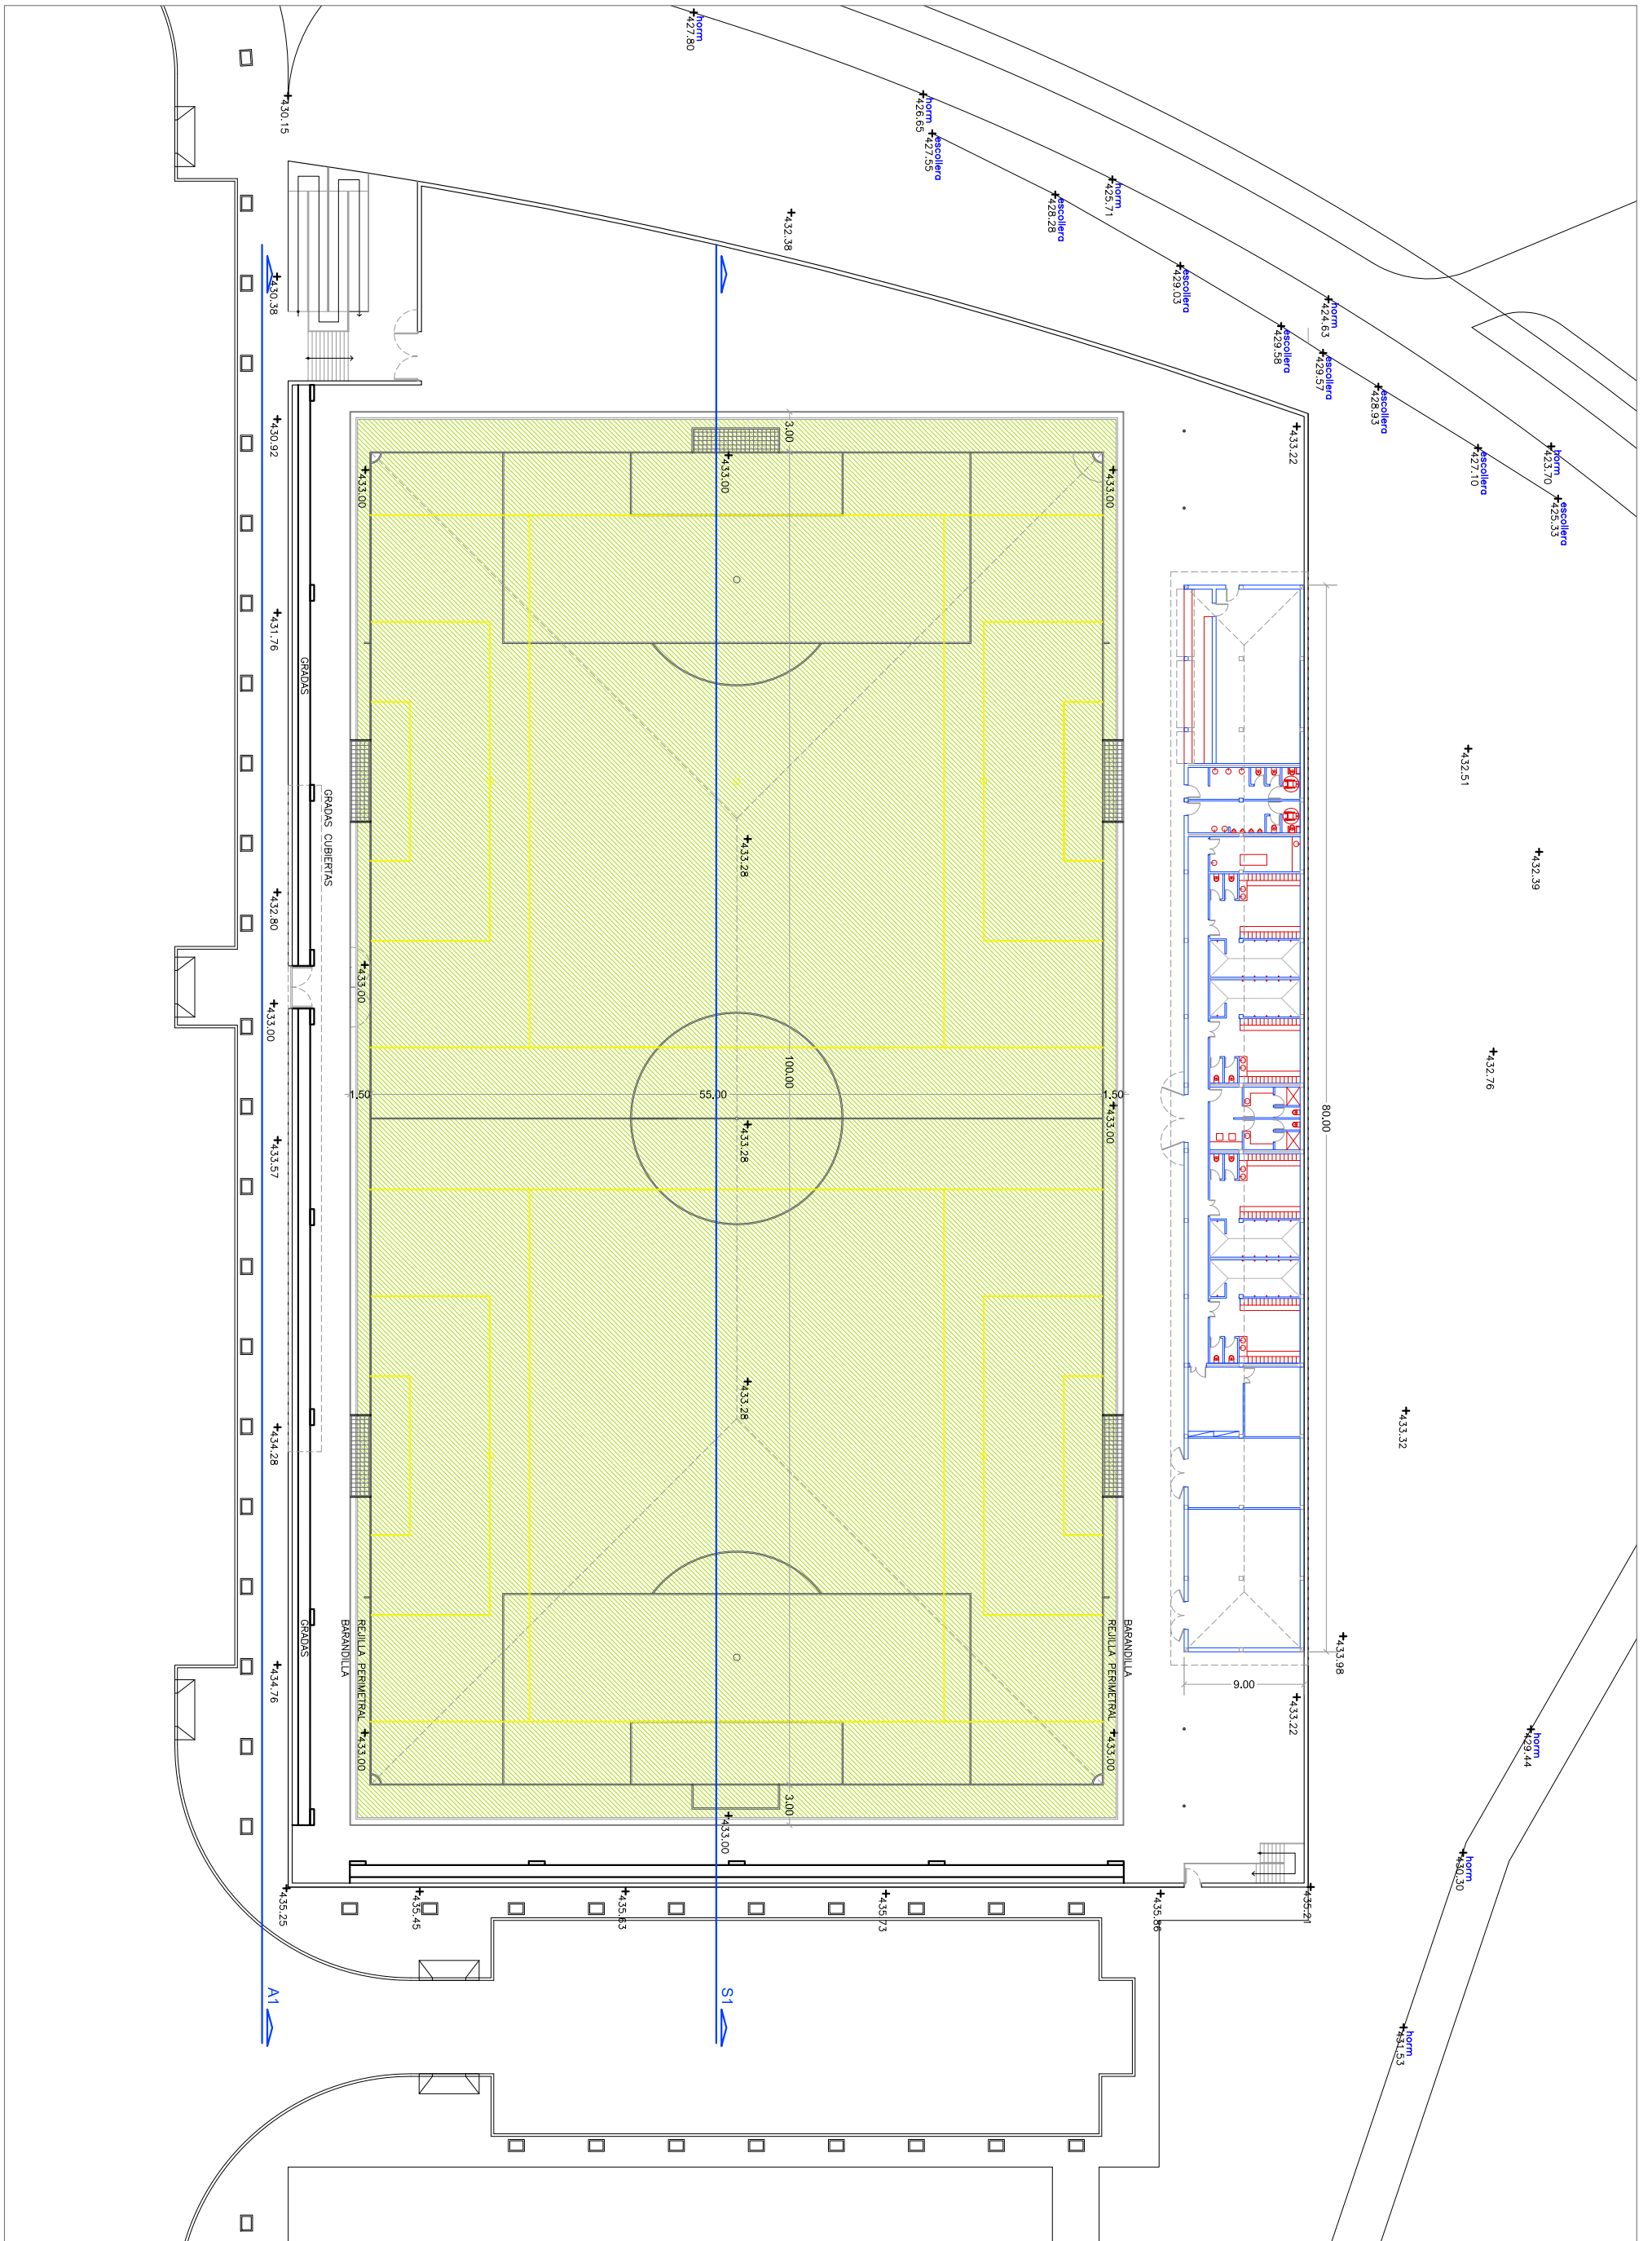 horm
427.80
horm
426.65
escollera
427.55
430.15
horm
425.71
escollera
428.28
432.38
escollera
429.03
430.38
horm
424.63
escollera
429.58
escollera
429.57
escollera
428.93
430.92
3.00
433.22
433.00
433.00
433.00
escollera
427.10
horm
423.70
escollera
425.33
431.76
GRADAS
432.51
GRADAS CUBIERTAS
433.28
432.39
432.80
433.00
433.00
432.76
100.00
1.50
55,00
1.50
433.00
80.00
433.57
433.28
433.28
433.32
434.28
GRADAS
BARANDILLA
REJILLA PERIMETRAL
REJILLA PERIMETRAL
BARANDILLA
433.98
434.76
9.00
433.22
433.00
433.00
horm
429.44
3.00
433.00
horm
430.30
435.25
435.45
435.63
435.73
435.86
435.21
A1
S1
horm
431.53